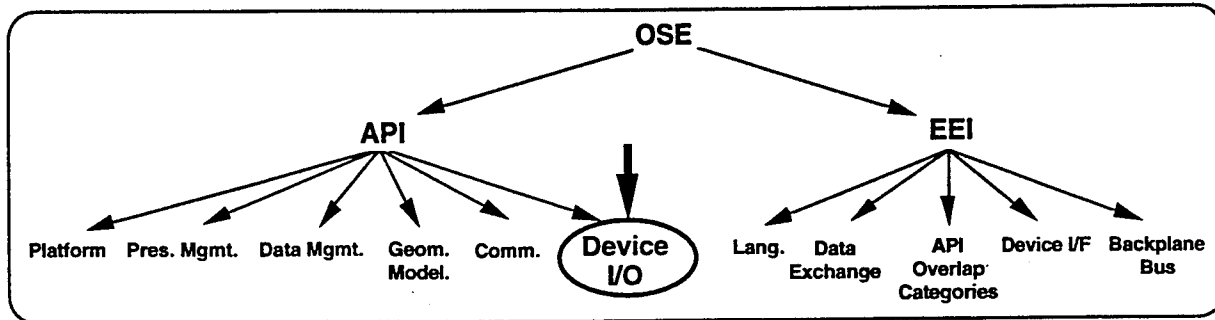 OSE
API
EEI
Platform
Pres. Mgmt.
Data Mgmt.
Geom.
Model.
Comm.
Device
I/O
Lang.
Data
Exchange
API
Overlap
Categories
Device I/F
Backplane
Bus